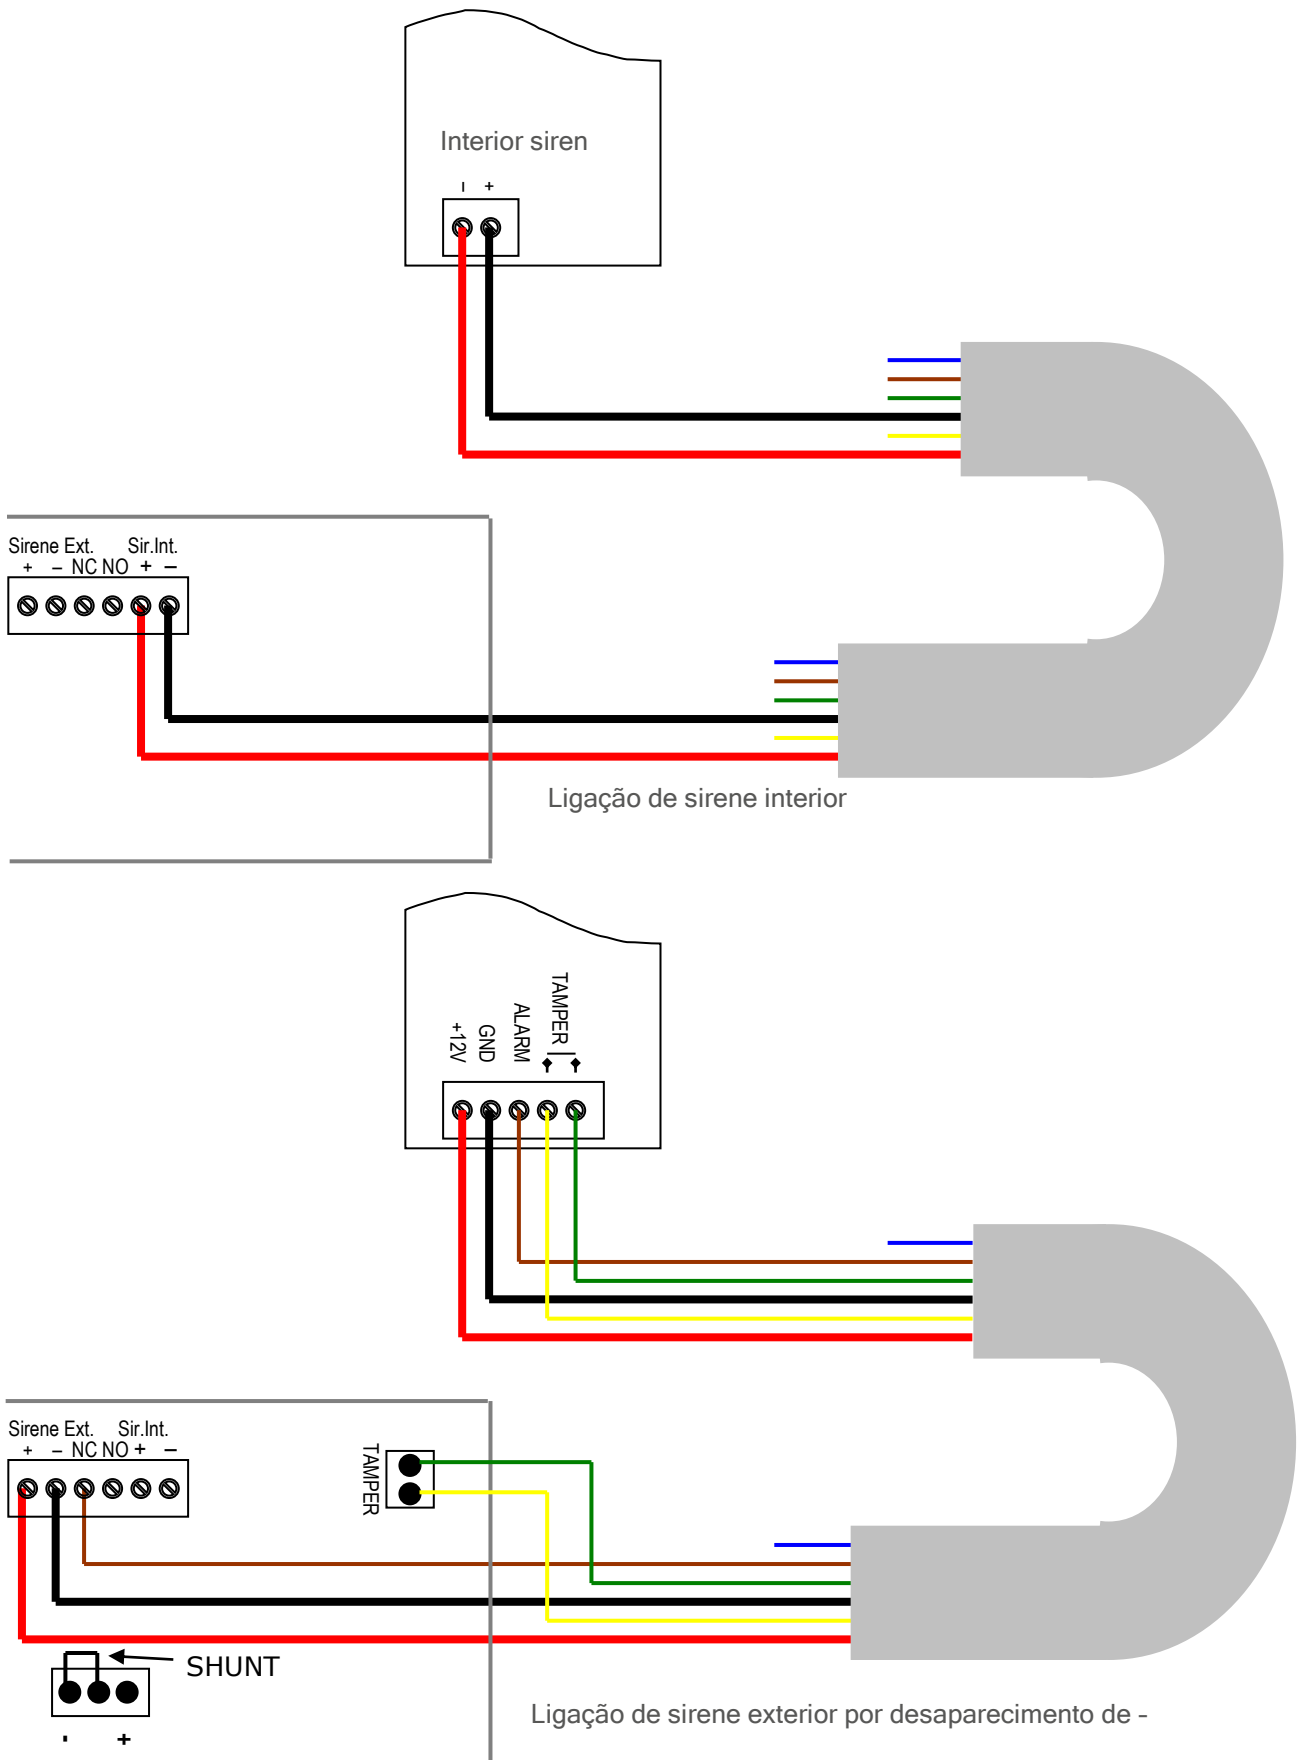 Interior siren
– +
Sirene Ext. Sir.Int.
+ – NC NO + –
Ligação de sirene interior
+12V
GND
ALARM
TAMPER
Sirene Ext. Sir.Int.
+ – NC NO + –
TAMPER
SHUNT
- +
Ligação de sirene exterior por desaparecimento de -